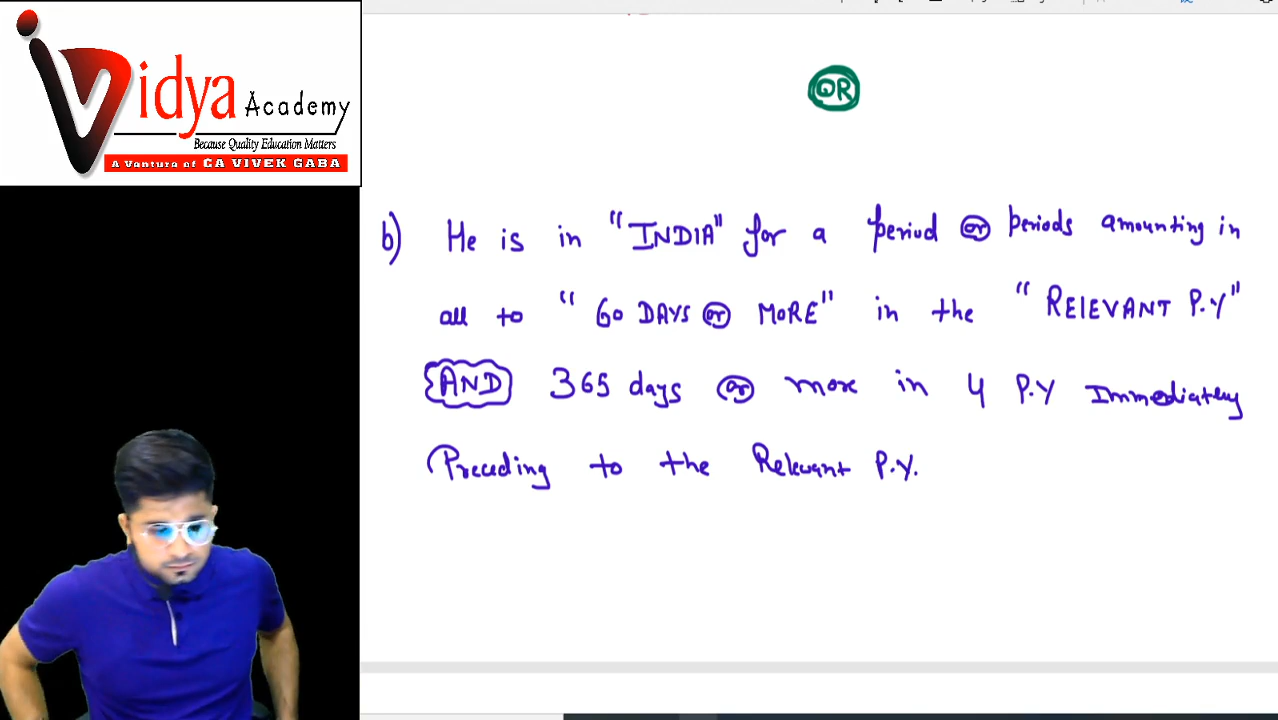 Vidya Academy
Because Quality Education Matters
A Ventura of CA VIVEK GABA
OR
b) He is in "INDIA" for a period or periods amounting in
all to "60 DAYS or MORE" in the "RELEVANT P.Y"
AND 365 days or more in 4 P.Y Immediately
Preceding to the Relevant P.Y.